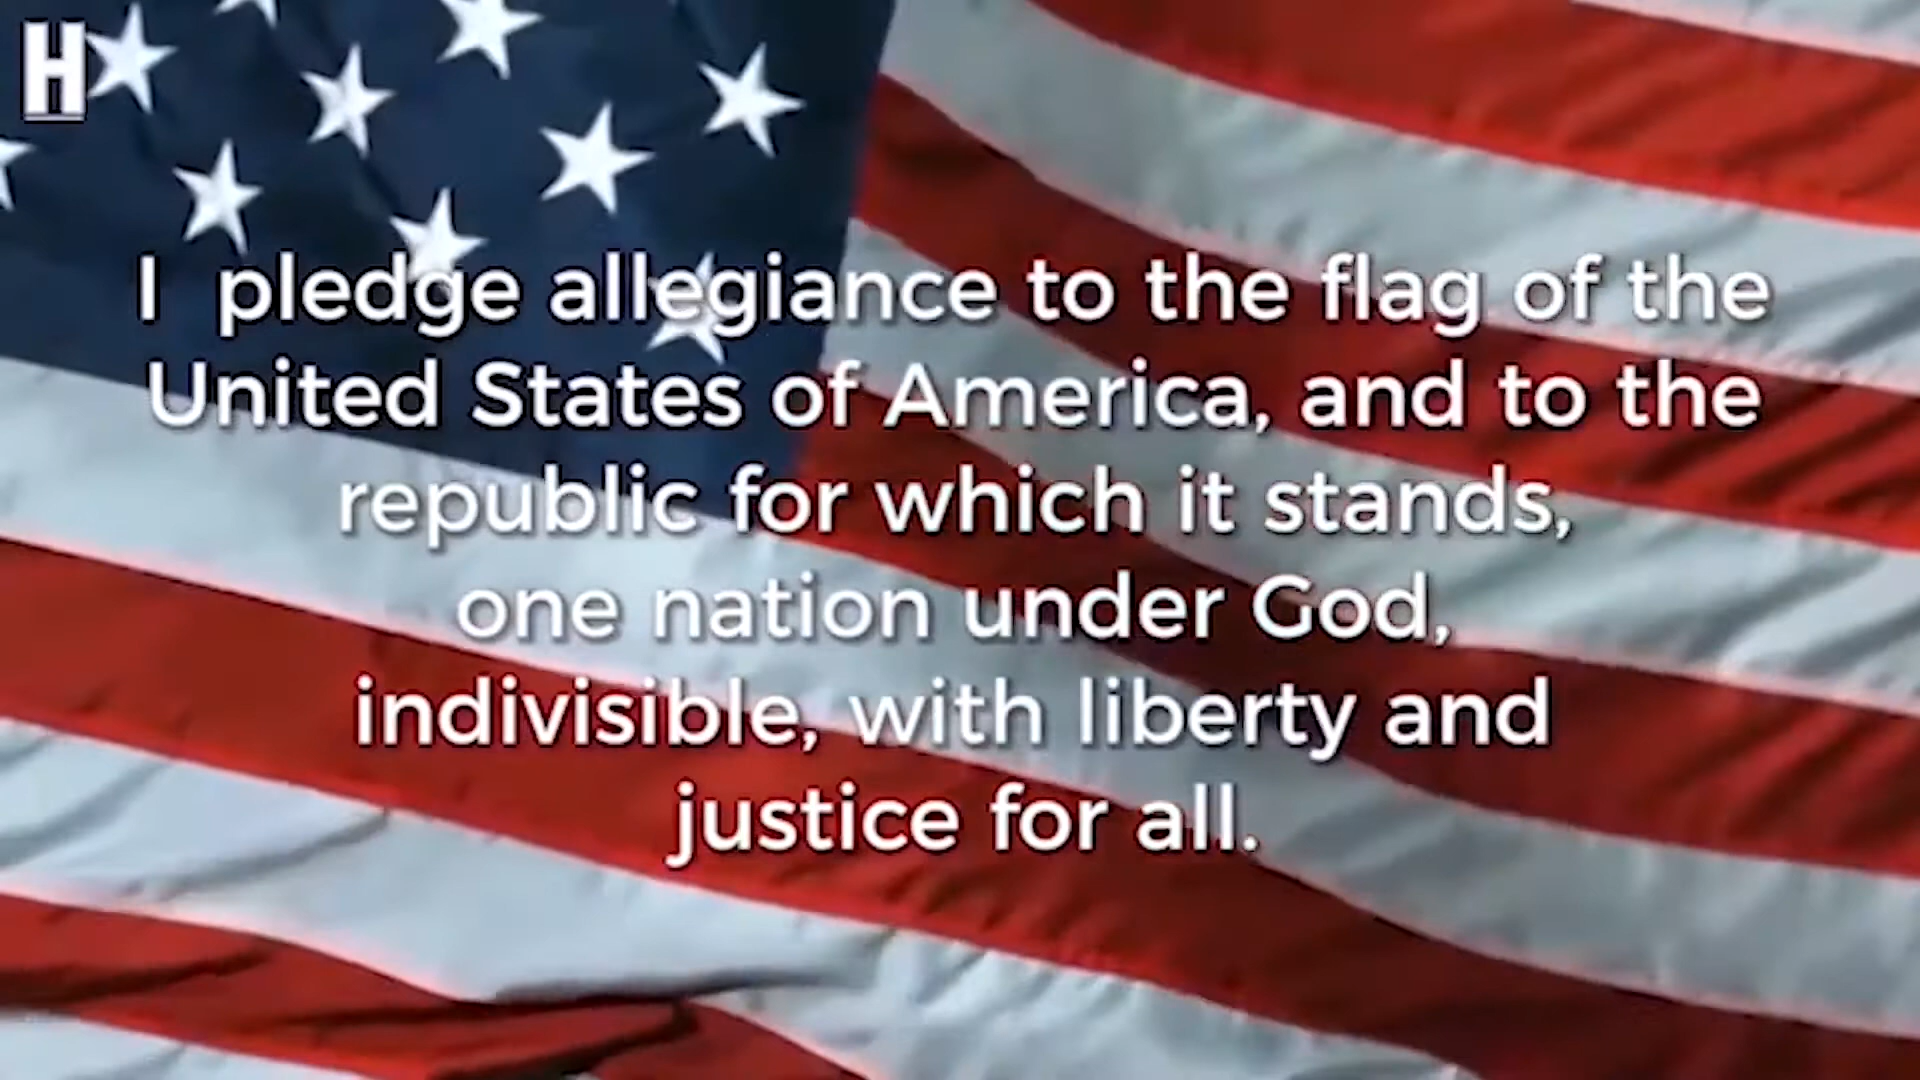 H
I pledge allegiance to the flag of the
United States of America, and to the
republic for which it stands,
one nation under God,
indivisible, with liberty and
justice for all.